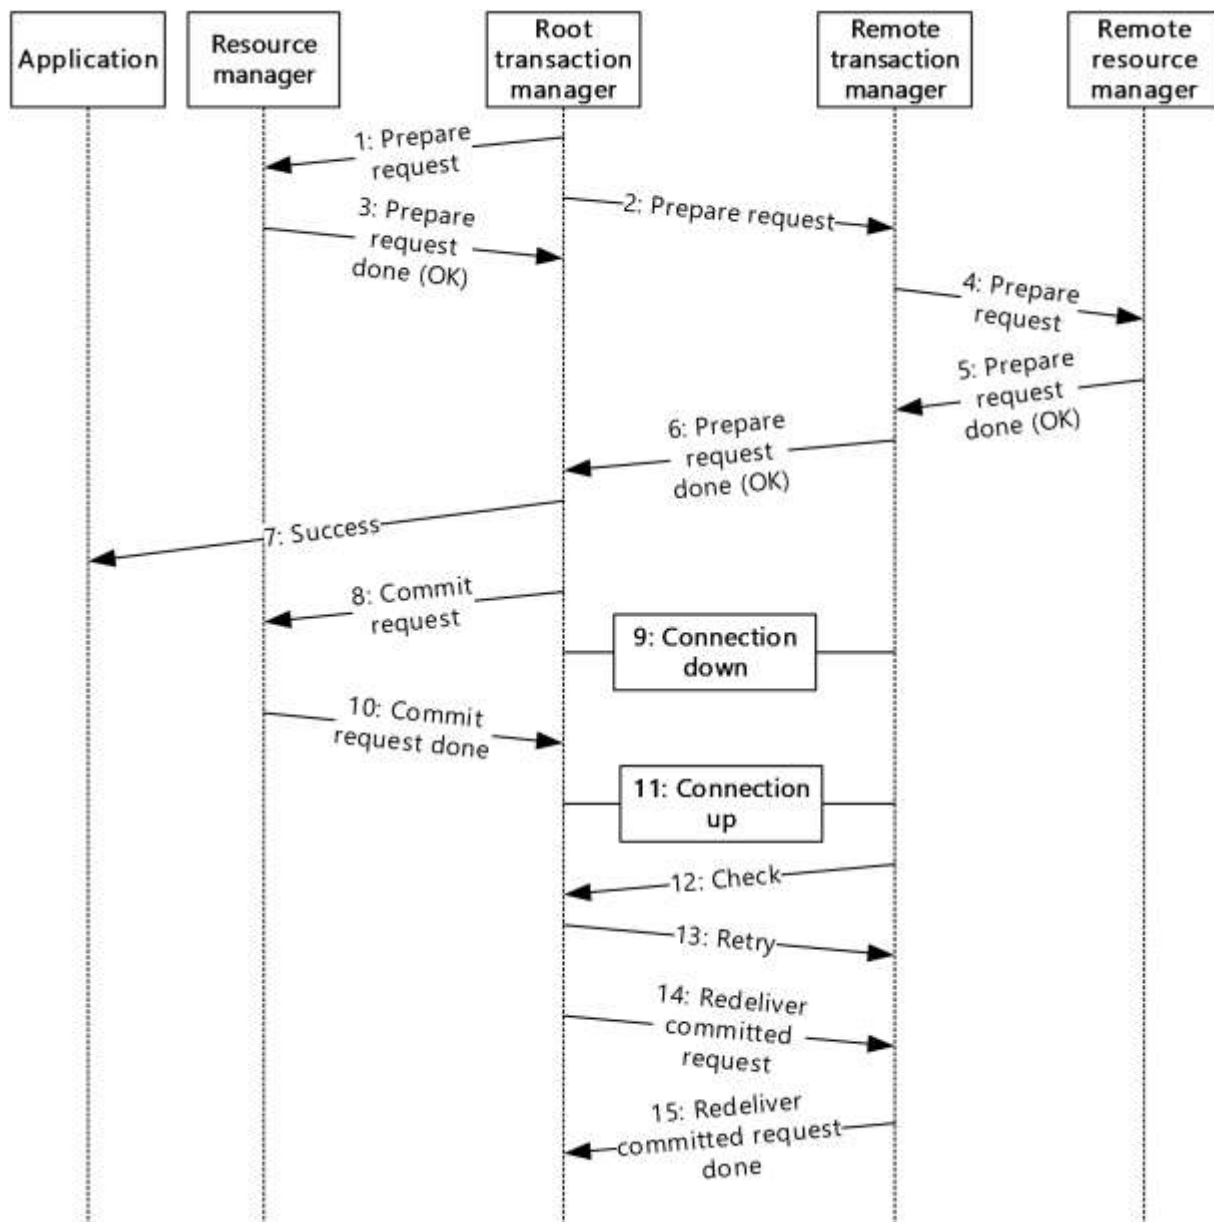 Application
Resource
manager
Root
transaction
manager
Remote
transaction
manager
Remote
resource
manager
1: Prepare
request
2: Prepare request
3: Prepare
request
done (OK)
4: Prepare
request
5: Prepare
request
done (OK)
6: Prepare
request
done (OK)
7: Success
8: Commit
request
9: Connection
down
10: Commit
request done
11: Connection
up
12: Check
13: Retry
14: Redeliver
committed
request
15: Redeliver
committed request
done